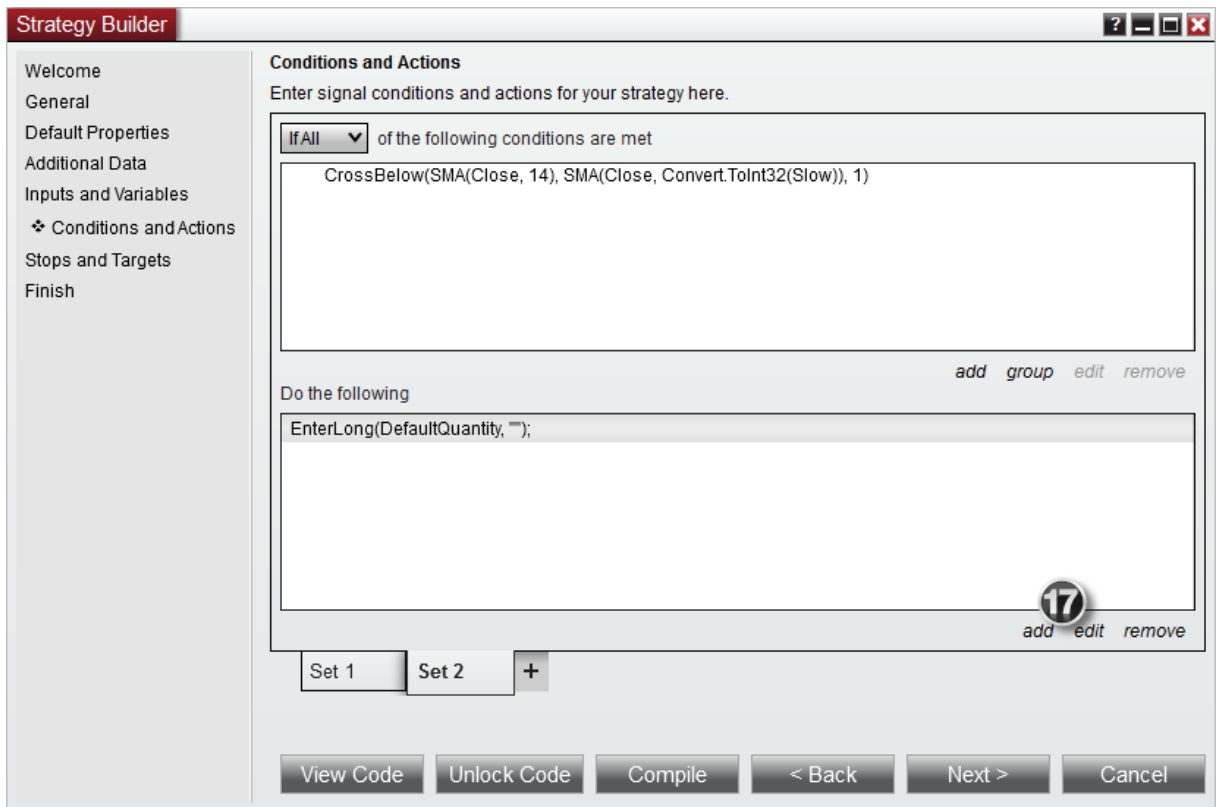 Strategy Builder
?
Welcome
General
Default Properties
Additional Data
Inputs and Variables
Conditions and Actions
Stops and Targets
Finish
Conditions and Actions
Enter signal conditions and actions for your strategy here.
If All of the following conditions are met
CrossBelow(SMA(Close, 14), SMA(Close, Convert.ToInt32(Slow)), 1)
add group edit remove
Do the following
EnterLong(DefaultQuantity, "");
17
add edit remove
Set 1 Set 2 +
View Code Unlock Code Compile < Back Next > Cancel